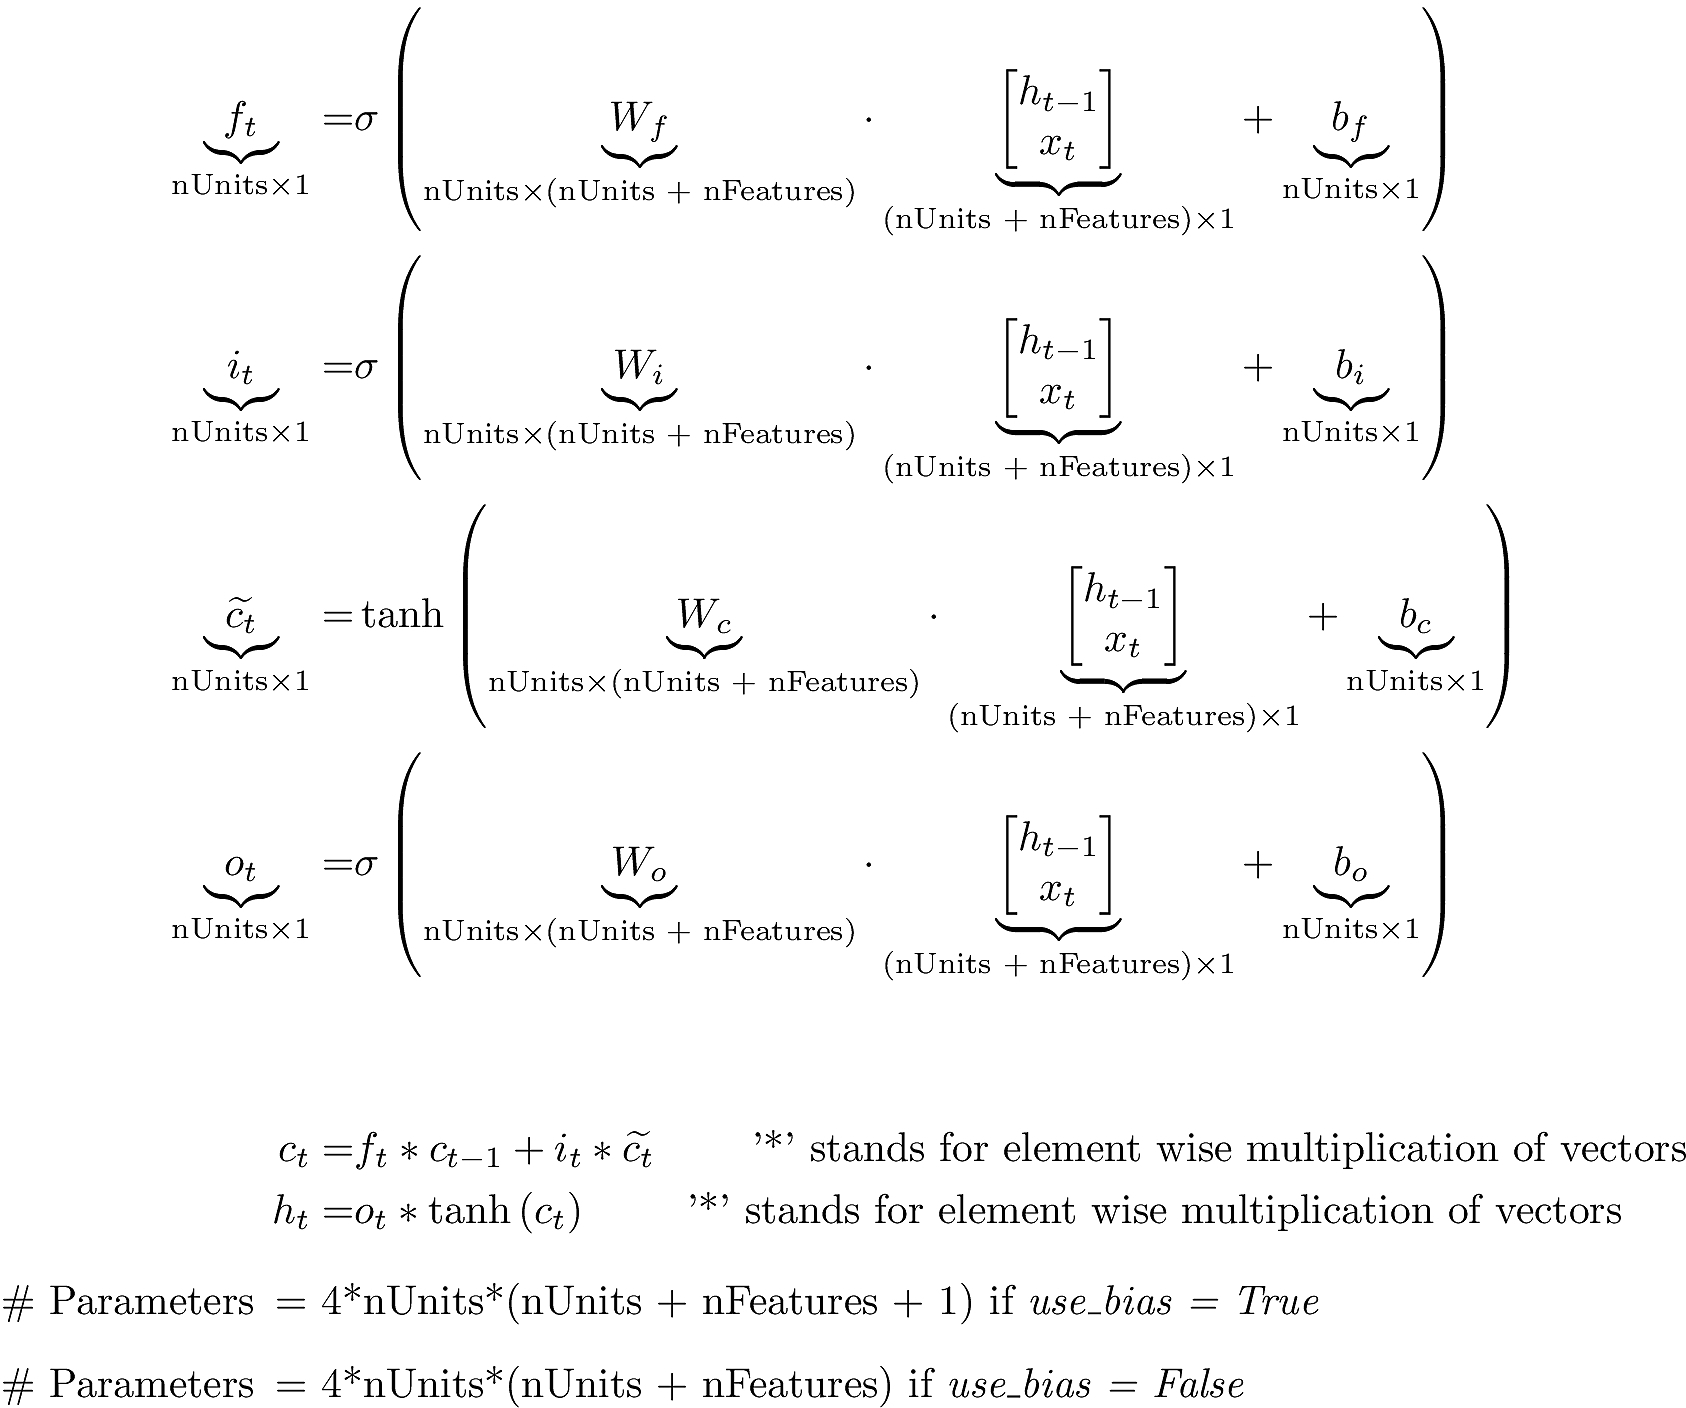 $\underbrace{f_t}_{\text{nUnits}\times 1} = \sigma\left(\underbrace{W_f}_{\text{nUnits}\times(\text{nUnits + nFeatures})} \cdot \underbrace{\begin{bmatrix} h_{t-1} \\ x_t \end{bmatrix}}_{(\text{nUnits + nFeatures})\times 1} + \underbrace{b_f}_{\text{nUnits}\times 1}\right)$
$\underbrace{i_t}_{\text{nUnits}\times 1} = \sigma\left(\underbrace{W_i}_{\text{nUnits}\times(\text{nUnits + nFeatures})} \cdot \underbrace{\begin{bmatrix} h_{t-1} \\ x_t \end{bmatrix}}_{(\text{nUnits + nFeatures})\times 1} + \underbrace{b_i}_{\text{nUnits}\times 1}\right)$
$\underbrace{\widetilde{c_t}}_{\text{nUnits}\times 1} = \tanh\left(\underbrace{W_c}_{\text{nUnits}\times(\text{nUnits + nFeatures})} \cdot \underbrace{\begin{bmatrix} h_{t-1} \\ x_t \end{bmatrix}}_{(\text{nUnits + nFeatures})\times 1} + \underbrace{b_c}_{\text{nUnits}\times 1}\right)$
$\underbrace{o_t}_{\text{nUnits}\times 1} = \sigma\left(\underbrace{W_o}_{\text{nUnits}\times(\text{nUnits + nFeatures})} \cdot \underbrace{\begin{bmatrix} h_{t-1} \\ x_t \end{bmatrix}}_{(\text{nUnits + nFeatures})\times 1} + \underbrace{b_o}_{\text{nUnits}\times 1}\right)$
$c_t = f_t * c_{t-1} + i_t * \widetilde{c_t}$ '*' stands for element wise multiplication of vectors
$h_t = o_t * \tanh(c_t)$ '*' stands for element wise multiplication of vectors
# Parameters = 4*nUnits*(nUnits + nFeatures + 1) if use_bias = True
# Parameters = 4*nUnits*(nUnits + nFeatures) if use_bias = False